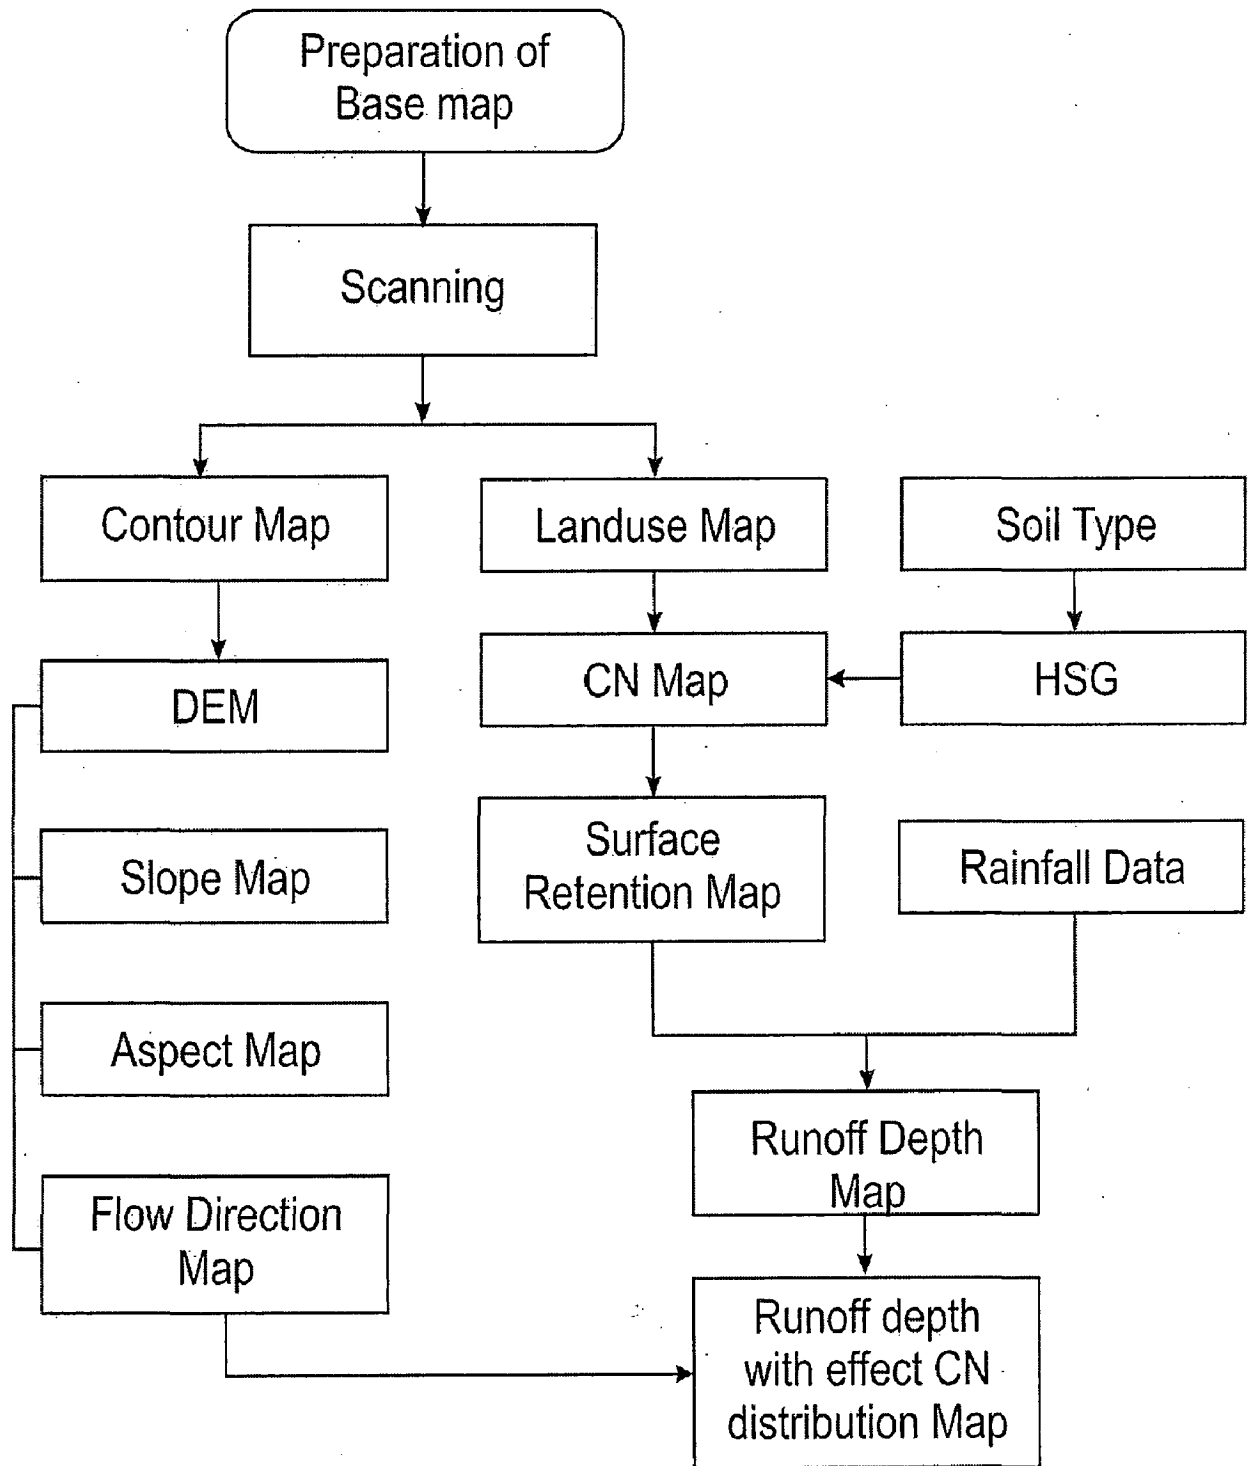 Preparation of
Base map
Scanning
Contour Map
Landuse Map
Soil Type
DEM
CN Map
HSG
Slope Map
Surface
Retention Map
Rainfall Data
Aspect Map
Runoff Depth
Map
Flow Direction
Map
Runoff depth
with effect CN
distribution Map